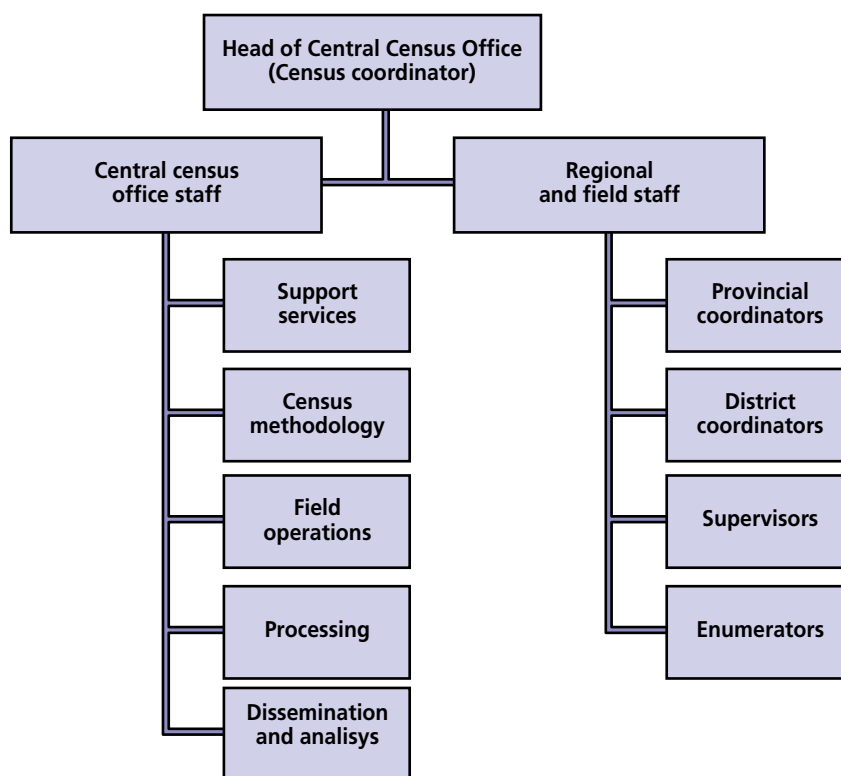 Head of Central Census Office
(Census coordinator)
Central census
office staff
Regional
and field staff
Support
services
Census
methodology
Field
operations
Processing
Dissemination
and analisys
Provincial
coordinators
District
coordinators
Supervisors
Enumerators